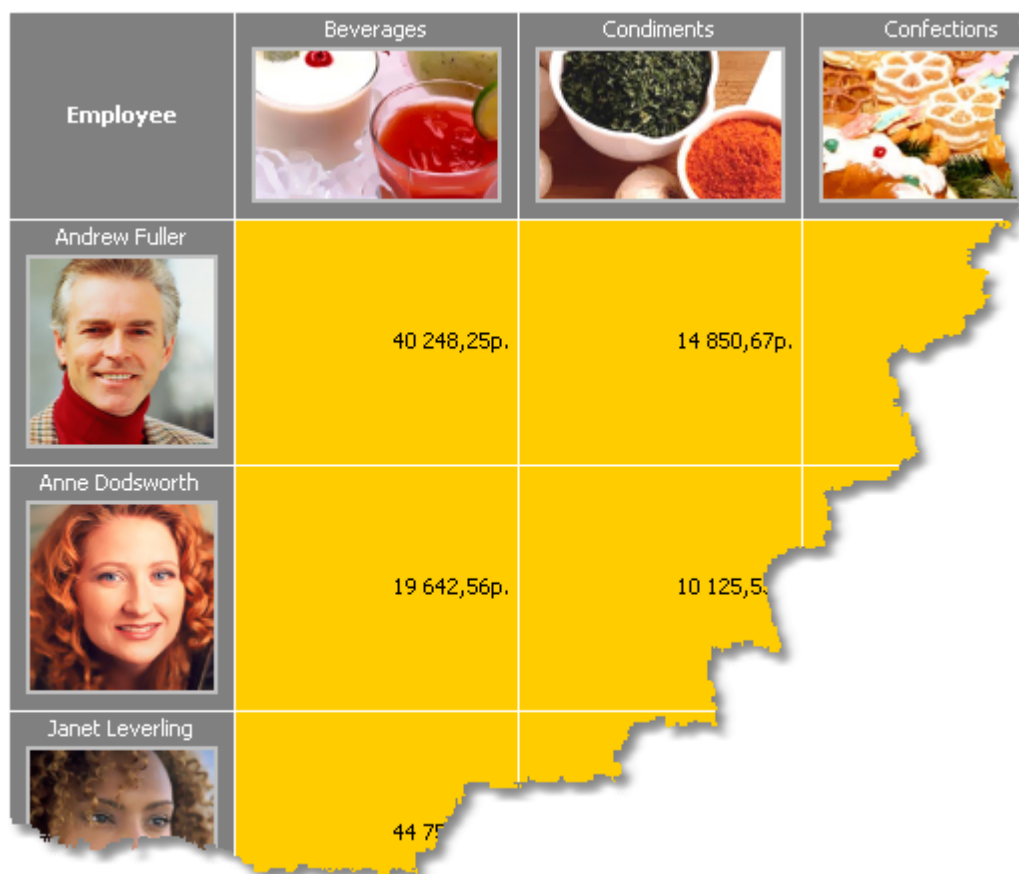 Beverages Condiments Confections
Employee
Andrew Fuller
40 248,25р. 14 850,67р.
Anne Dodsworth
19 642,56р.
Janet Leverling